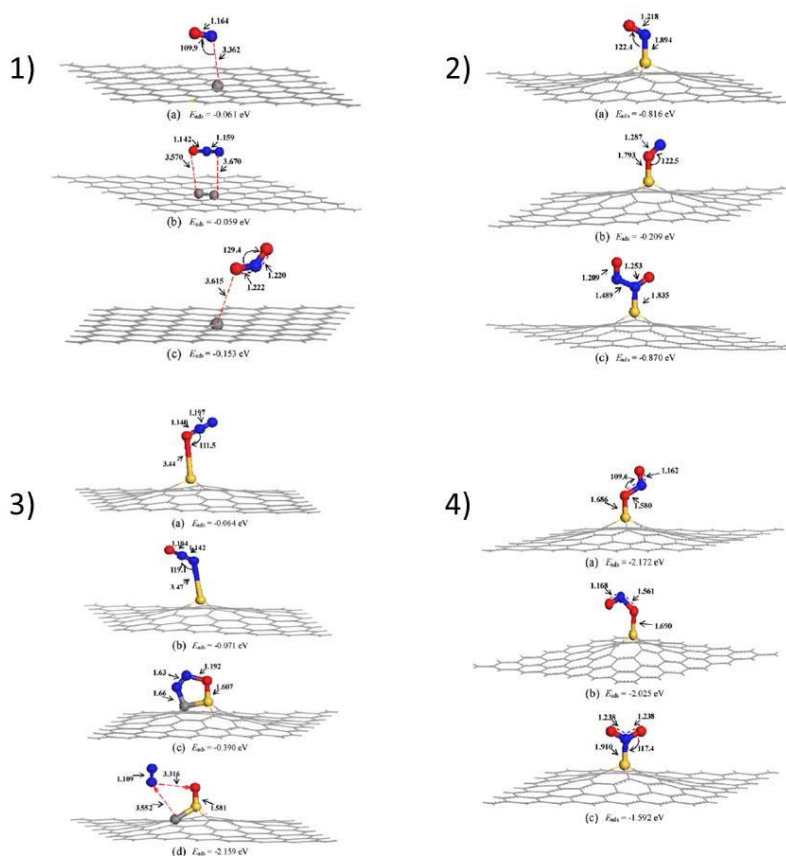 1)
1.164
109.9
3.362
(a) Eads = -0.061 eV
1.142 1.159
3.570 3.670
(b) Eads = -0.059 eV
129.4
3.615 1.220
1.222
(c) Eads = -0.153 eV
2)
1.218
122.4 1.894
(a) Eads = -0.816 eV
1.287
1.793 122.5
(b) Eads = -0.209 eV
1.253
1.209
1.489 1.835
(c) Eads = -0.870 eV
3)
1.197
1.140
111.5
3.44
(a) Eads = -0.064 eV
1.184 1.142
119.1
3.47
(b) Eads = -0.071 eV
1.63 1.192
1.66 1.607
(c) Eads = -0.390 eV
1.109 3.316
3.552 1.581
(d) Eads = -2.159 eV
4)
109.6 1.162
1.686 1.580
(a) Eads = -2.172 eV
1.168 1.561
1.690
(b) Eads = -2.025 eV
1.238 1.238
1.910 117.4
(c) Eads = -1.592 eV